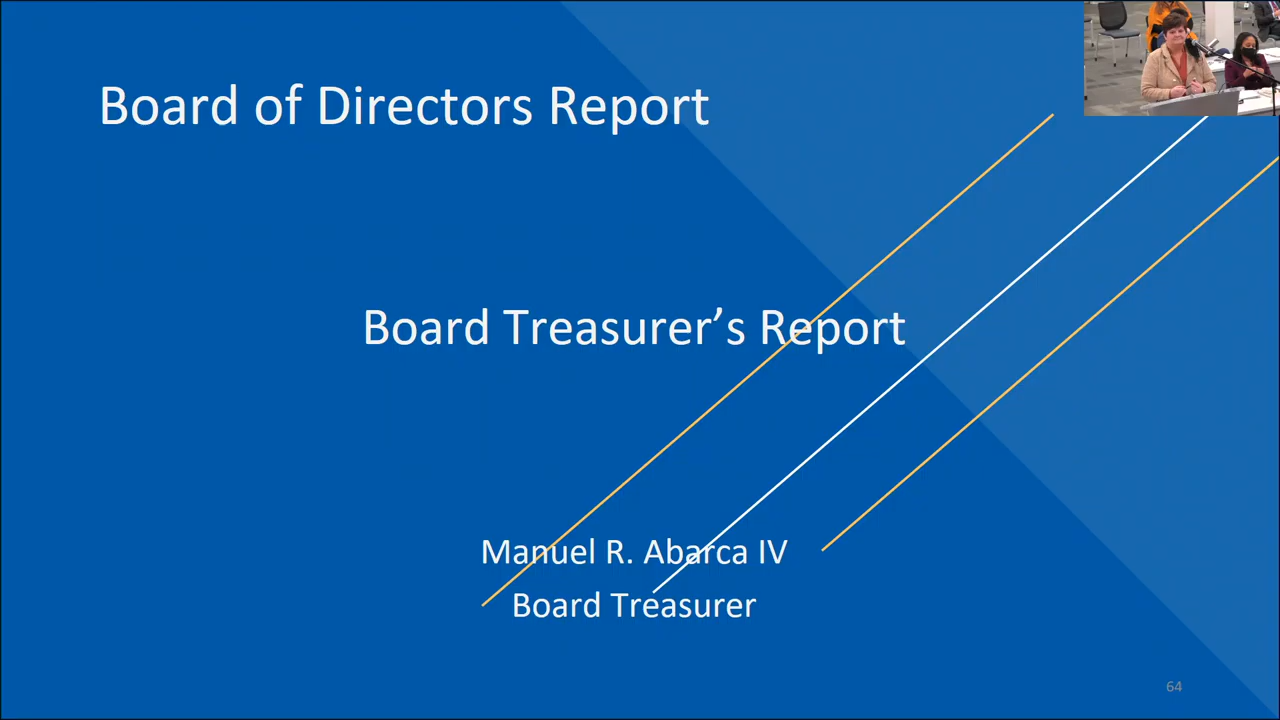 Board of Directors Report
Board Treasurer’s Report
Manuel R. Abarca IV
Board Treasurer
64